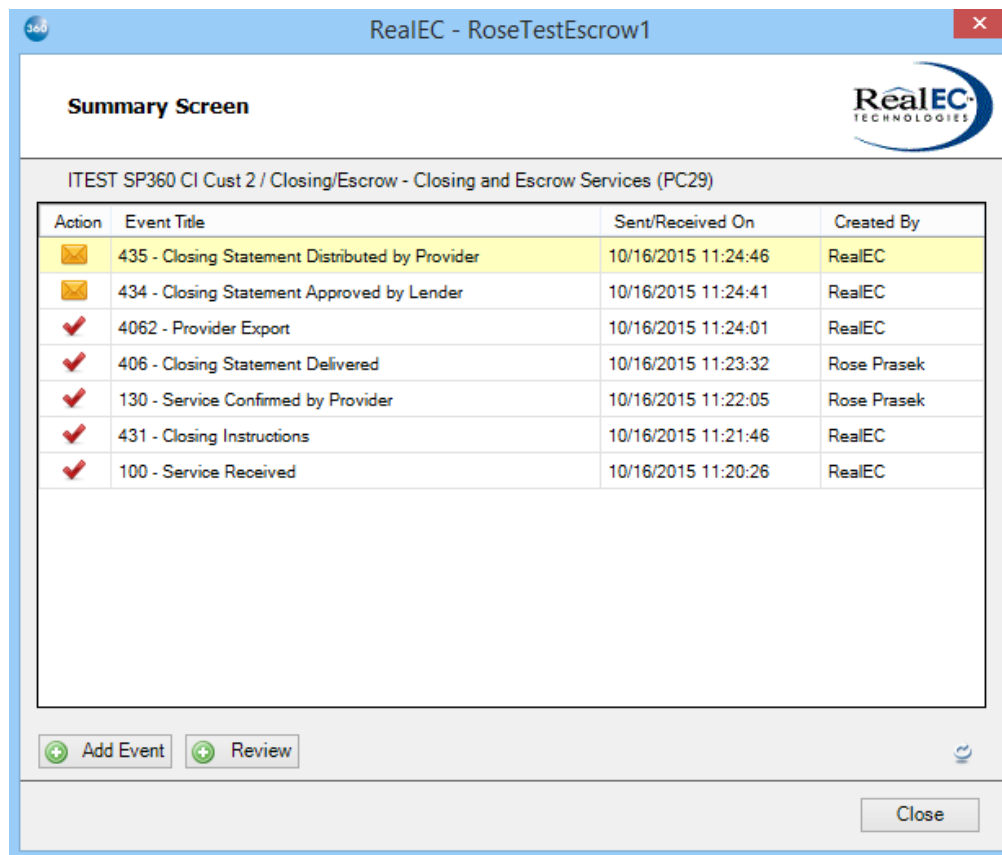 360
RealEC - RoseTestEscrow1
Summary Screen
RealEC
TECHNOLOGIES
ITEST SP360 CI Cust 2 / Closing/Escrow - Closing and Escrow Services (PC29)
Action Event Title Sent/Received On Created By
435 - Closing Statement Distributed by Provider 10/16/2015 11:24:46 RealEC
434 - Closing Statement Approved by Lender 10/16/2015 11:24:41 RealEC
4062 - Provider Export 10/16/2015 11:24:01 RealEC
406 - Closing Statement Delivered 10/16/2015 11:23:32 Rose Prasek
130 - Service Confirmed by Provider 10/16/2015 11:22:05 Rose Prasek
431 - Closing Instructions 10/16/2015 11:21:46 RealEC
100 - Service Received 10/16/2015 11:20:26 RealEC
Add Event Review
Close